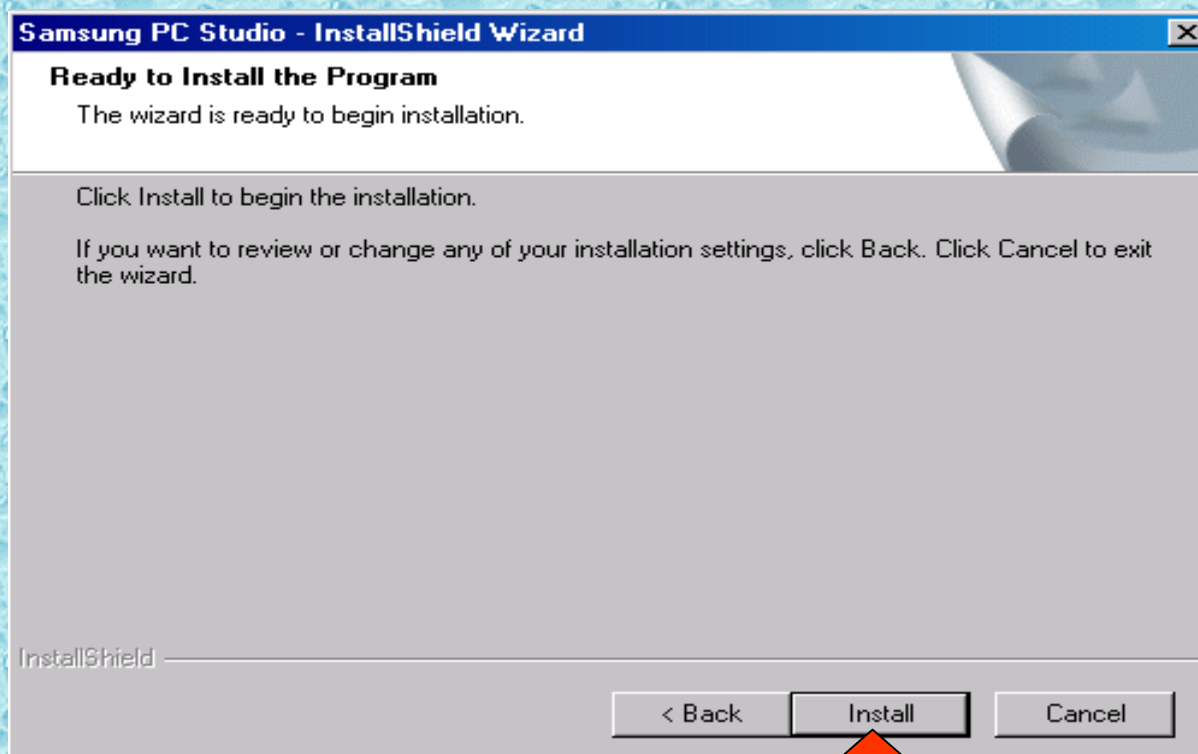 Samsung PC Studio - InstallShield Wizard
Ready to Install the Program
The wizard is ready to begin installation.
Click Install to begin the installation.
If you want to review or change any of your installation settings, click Back. Click Cancel to exit
the wizard.
InstallShield
< Back Install Cancel